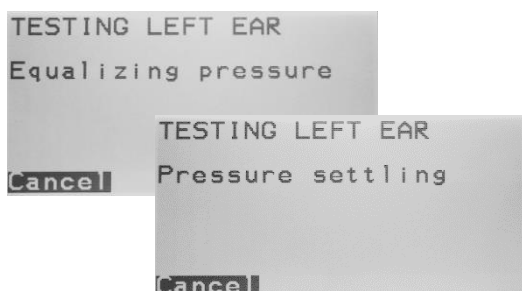 TESTING LEFT EAR
Equalizing pressure
Cancel
TESTING LEFT EAR
Pressure settling
Cancel